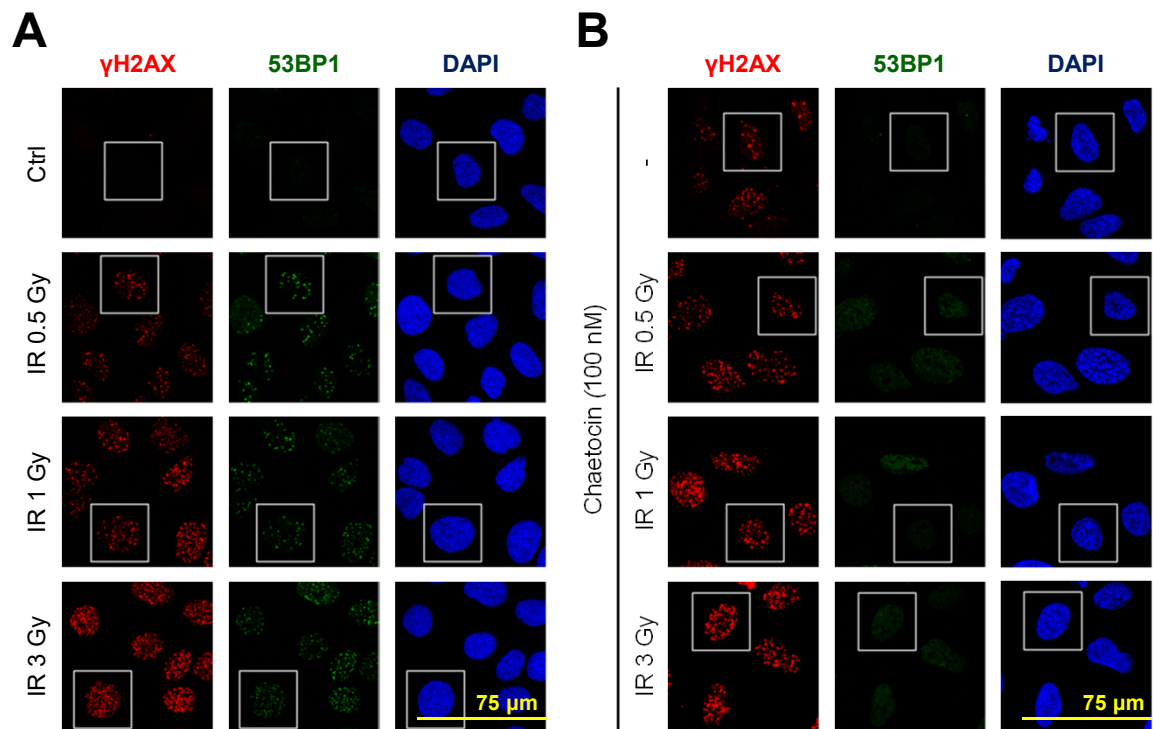 A
γH2AX 53BP1 DAPI
Ctrl
IR 0.5 Gy
IR 1 Gy
IR 3 Gy
75 µm
B
γH2AX 53BP1 DAPI
Chaetocin (100 nM)
-
IR 0.5 Gy
IR 1 Gy
IR 3 Gy
75 µm